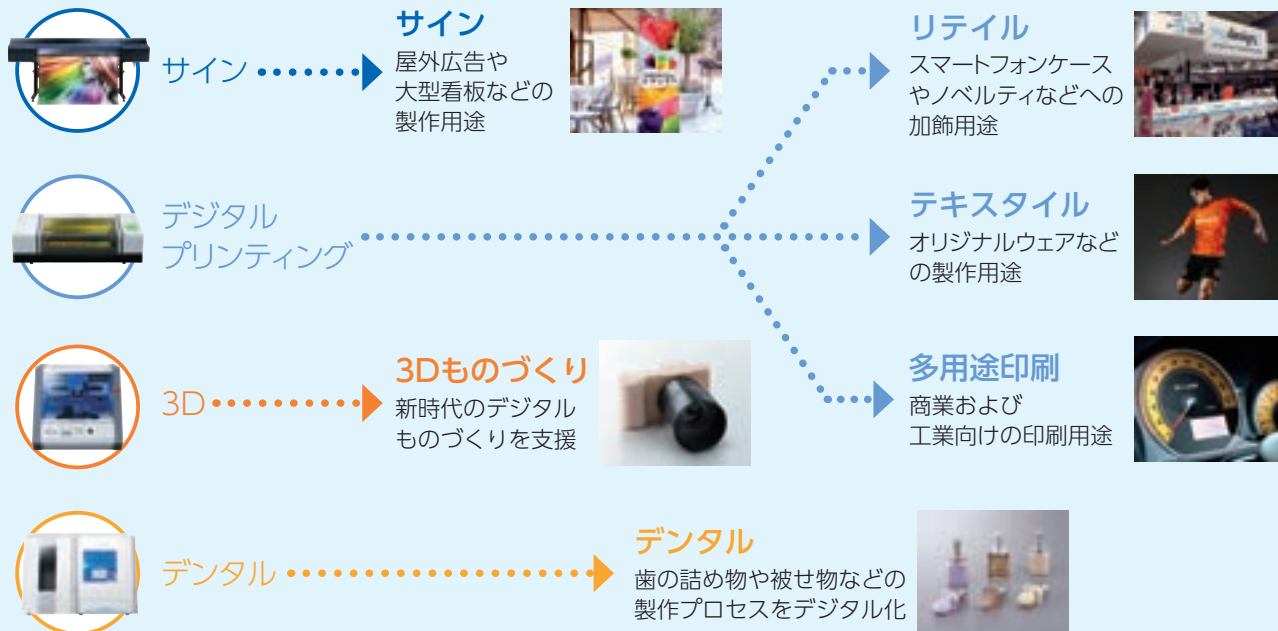 サイン
サイン
屋外広告や
大型看板などの
製作用途
リテイル
スマートフォンケース
やノベルティなどへの
加飾用途
デジタル
プリンティング
テキスタイル
オリジナルウェアなど
の製作用途
3D
3Dものづくり
新時代のデジタル
ものづくりを支援
多用途印刷
商業および
工業向けの印刷用途
デンタル
デンタル
歯の詰め物や被せ物などの
製作プロセスをデジタル化